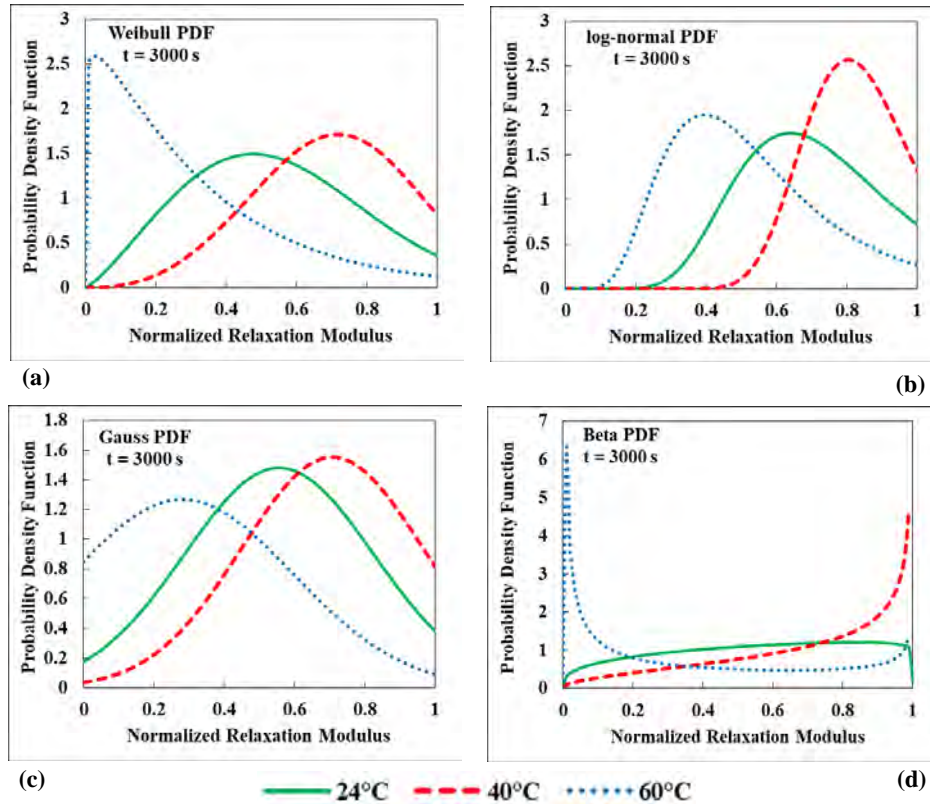 Weibull PDF
t = 3000 s
Probability Density Function
3
2.5
2
1.5
1
0.5
0
0 0.2 0.4 0.6 0.8 1
Normalized Relaxation Modulus
(a)
log-normal PDF
t = 3000 s
Probability Density Function
3
2.5
2
1.5
1
0.5
0
0 0.2 0.4 0.6 0.8 1
Normalized Relaxation Modulus
(b)
Gauss PDF
t = 3000 s
Probability Density Function
1.8
1.6
1.4
1.2
1
0.8
0.6
0.4
0.2
0
0 0.2 0.4 0.6 0.8 1
Normalized Relaxation Modulus
(c)
Beta PDF
t = 3000 s
Probability Density Function
7
6
5
4
3
2
1
0
0 0.2 0.4 0.6 0.8 1
Normalized Relaxation Modulus
(d)
24°C 40°C 60°C